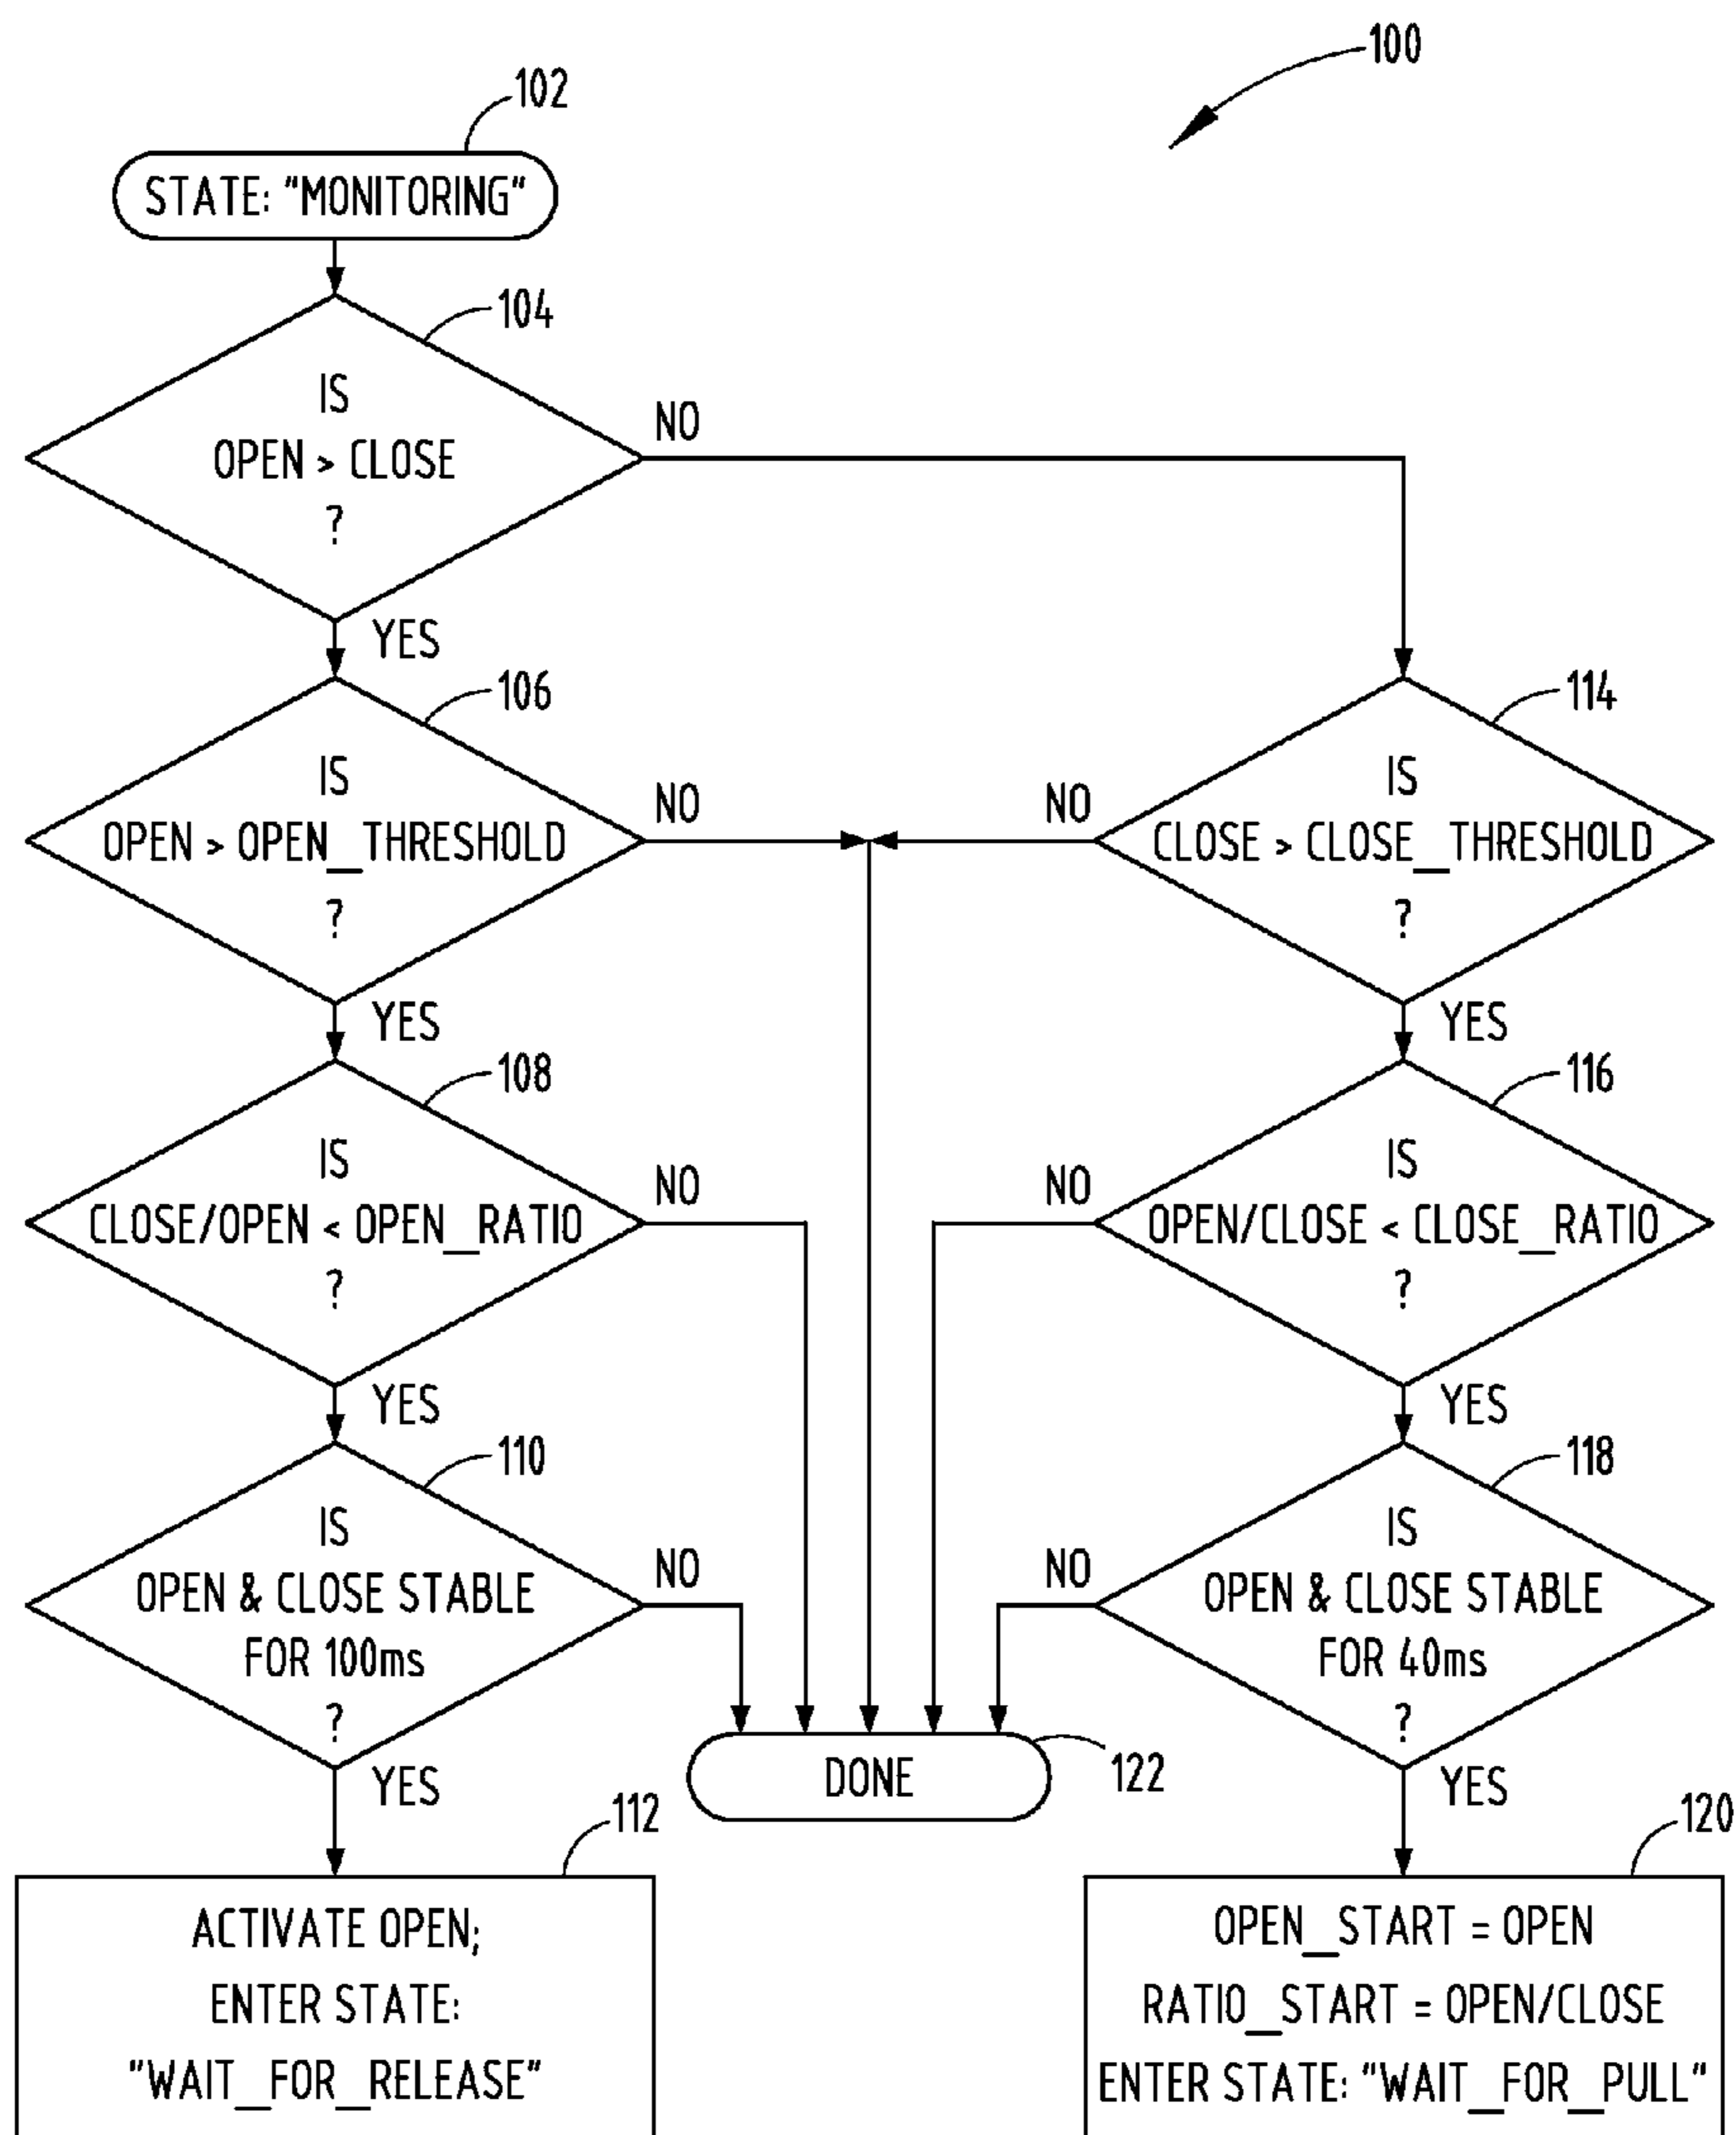 100
102
STATE: "MONITORING"
104
IS
OPEN > CLOSE
?
NO
YES
106
IS
OPEN > OPEN_THRESHOLD
?
NO
YES
114
IS
CLOSE > CLOSE_THRESHOLD
?
NO
YES
108
IS
CLOSE/OPEN < OPEN_RATIO
?
NO
YES
116
IS
OPEN/CLOSE < CLOSE_RATIO
?
NO
YES
110
IS
OPEN & CLOSE STABLE
FOR 100ms
?
NO
YES
118
IS
OPEN & CLOSE STABLE
FOR 40ms
?
NO
YES
DONE
122
112
ACTIVATE OPEN;
ENTER STATE:
"WAIT_FOR_RELEASE"
120
OPEN_START = OPEN
RATIO_START = OPEN/CLOSE
ENTER STATE: "WAIT_FOR_PULL"